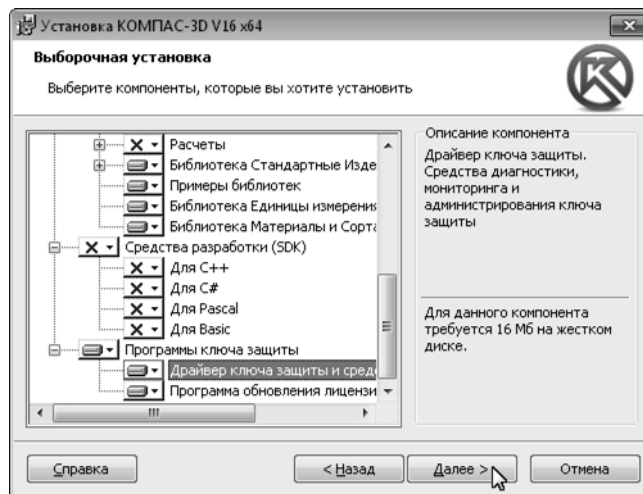 Установка КОМПАС-3D V16 x64
Выборочная установка
Выберите компоненты, которые вы хотите установить
Расчеты
Библиотека Стандартные Изде
Примеры библиотек
Библиотека Единицы измерения
Библиотека Материалы и Сорта
Средства разработки (SDK)
Для C++
Для C#
Для Pascal
Для Basic
Программы ключа защиты
Драйвер ключа защиты и сред
Программа обновления лицензи
Описание компонента
Драйвер ключа защиты.
Средства диагностики,
мониторинга и
администрирования ключа
защиты
Для данного компонента
требуется 16 Мб на жестком
диске.
Справка
< Назад
Далее >
Отмена